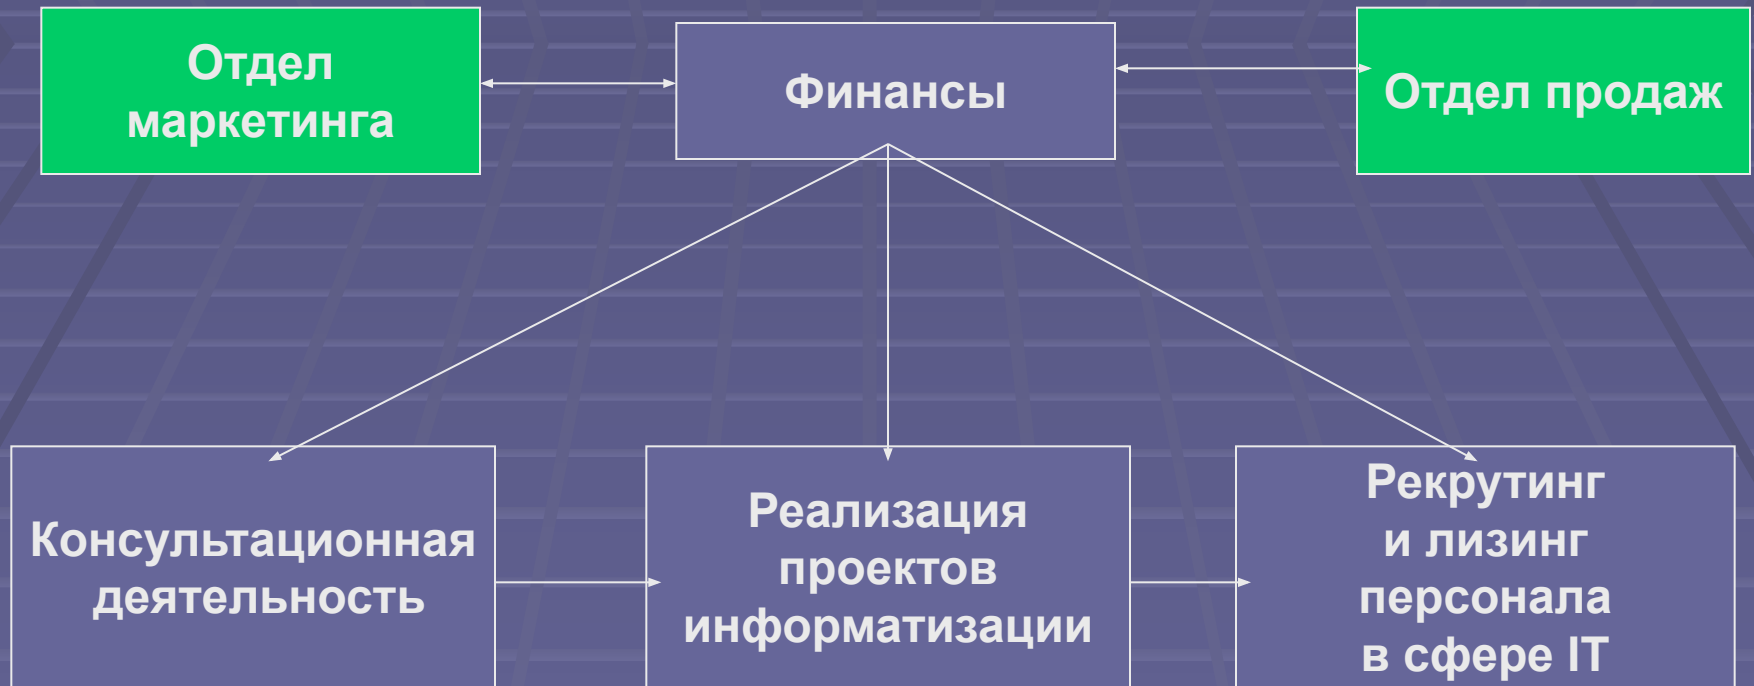 Отдел
маркетинга
Финансы
Отдел продаж
Консультационная
деятельность
Реализация
проектов
информатизации
Рекрутинг
и лизинг
персонала
в сфере IT